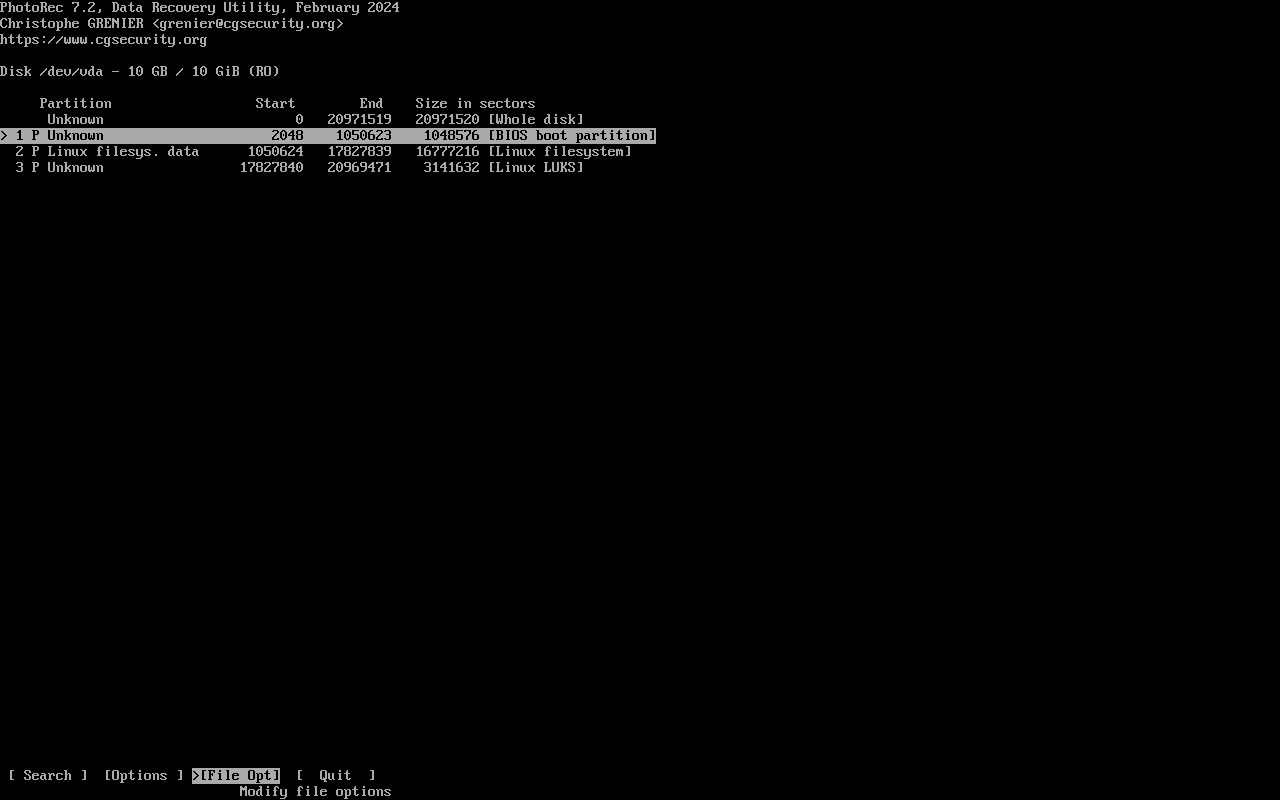 PhotoRec 7.2, Data Recovery Utility, February 2024
Christophe GRENIER <grenier@cgsecurity.org>
https://www.cgsecurity.org
Disk /dev/vda - 10 GB / 10 GiB (RO)
     Partition                  Start        End    Size in sectors
      Unknown                        0   20971519   20971520 [Whole disk]
> 1 P Unknown                     2048    1050623    1048576 [BIOS boot partition]
  2 P Linux filesys. data      1050624   17827839   16777216 [Linux filesystem]
  3 P Unknown                 17827840   20969471    3141632 [Linux LUKS]
 [ Search ]  [Options ] >[File Opt]  [  Quit  ]
                              Modify file options